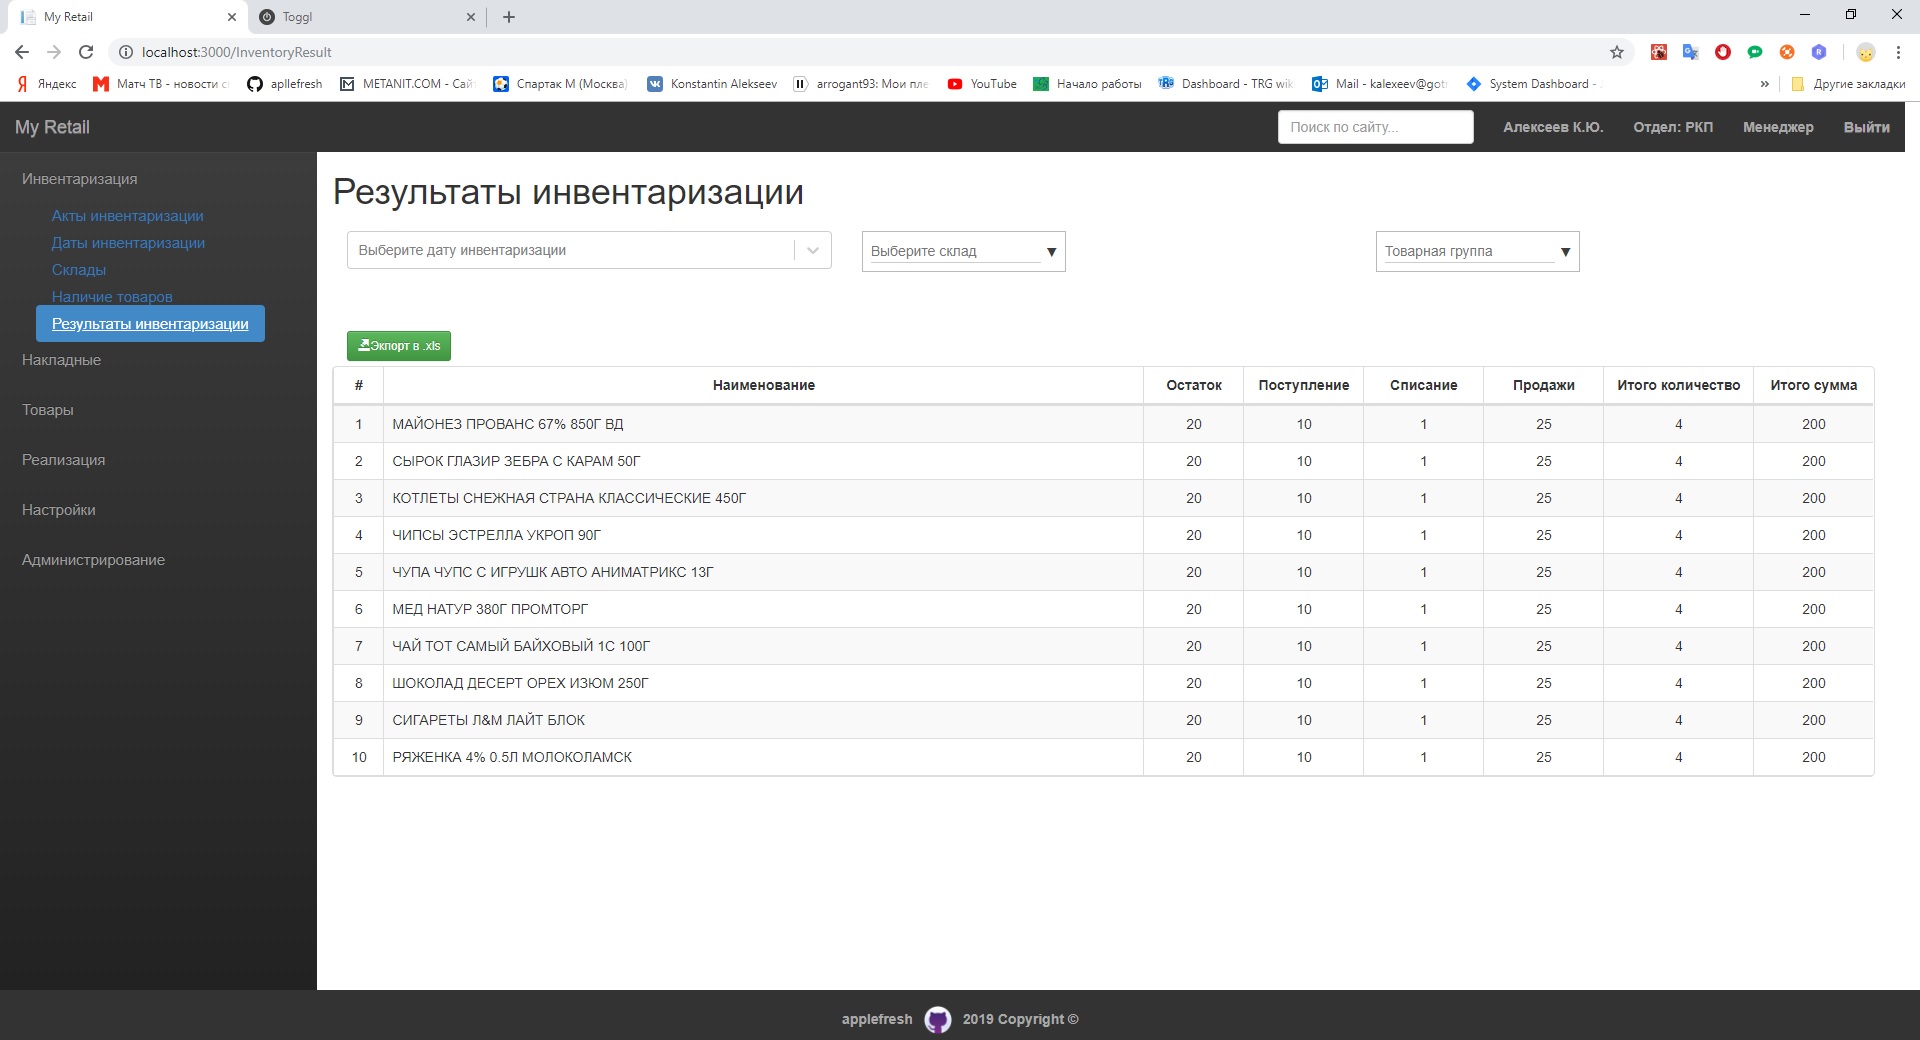 My Retail
Toggl
localhost:3000/InventoryResult
Яндекс
Матч ТВ - новости с
apllefresh
METANIT.COM - Сай
Спартак М (Москва)
Konstantin Alekseev
arrogant93: Мои пле
YouTube
Начало работы
Dashboard - TRG wik
Mail - kalexeev@got
System Dashboard -
»
Другие закладки
My Retail
Поиск по сайту...
Алексеев К.Ю.
Отдел: РКП
Менеджер
Выйти
Инвентаризация
Акты инвентаризации
Даты инвентаризации
Склады
Наличие товаров
Результаты инвентаризации
Накладные
Товары
Реализация
Настройки
Администрирование
Результаты инвентаризации
Выберите дату инвентаризации
Выберите склад
Товарная группа
Экпорт в .xls
# Наименование Остаток Поступление Списание Продажи Итого количество Итого сумма
1 МАЙОНЕЗ ПРОВАНС 67% 850Г ВД 20 10 1 25 4 200
2 СЫРОК ГЛАЗИР ЗЕБРА С КАРАМ 50Г 20 10 1 25 4 200
3 КОТЛЕТЫ СНЕЖНАЯ СТРАНА КЛАССИЧЕСКИЕ 450Г 20 10 1 25 4 200
4 ЧИПСЫ ЭСТРЕЛЛА УКРОП 90Г 20 10 1 25 4 200
5 ЧУПА ЧУПС С ИГРУШК АВТО АНИМАТРИКС 13Г 20 10 1 25 4 200
6 МЕД НАТУР 380Г ПРОМТОРГ 20 10 1 25 4 200
7 ЧАЙ ТОТ САМЫЙ БАЙХОВЫЙ 1С 100Г 20 10 1 25 4 200
8 ШОКОЛАД ДЕСЕРТ ОРЕХ ИЗЮМ 250Г 20 10 1 25 4 200
9 СИГАРЕТЫ Л&М ЛАЙТ БЛОК 20 10 1 25 4 200
10 РЯЖЕНКА 4% 0.5Л МОЛОКОЛАМСК 20 10 1 25 4 200
applefresh 2019 Copyright ©